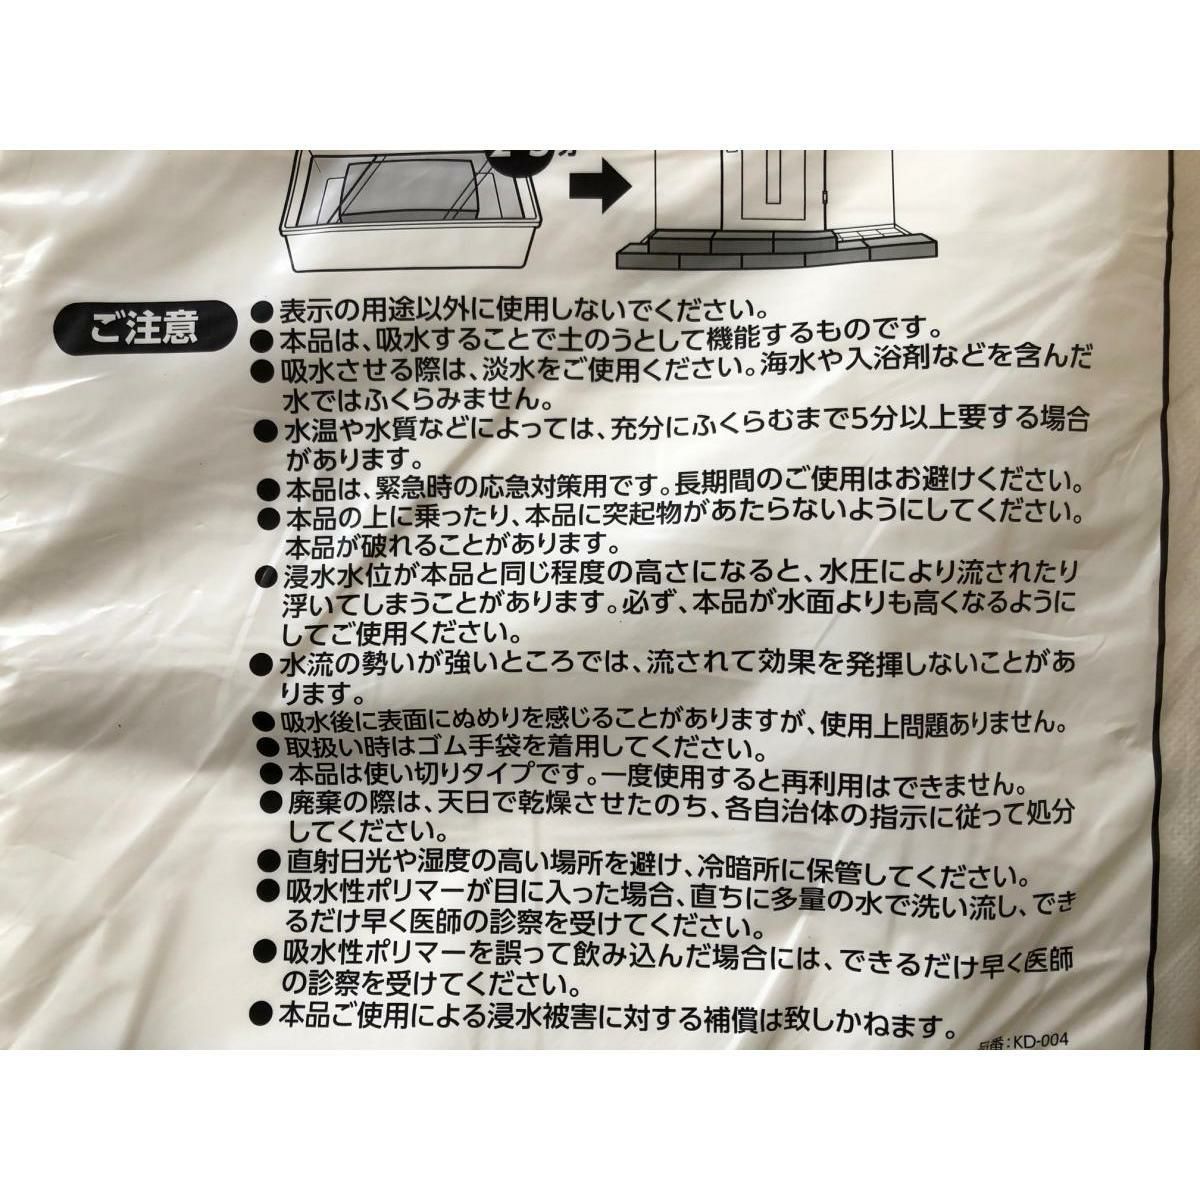 ご注意
●表示の用途以外に使用しないでください。
●本品は、吸水することで土のうとして機能するものです。
●吸水させる際は、淡水をご使用ください。海水や入浴剤などを含んだ
水ではふくらみません。
●水温や水質などによっては、充分にふくらむまで5分以上要する場合
があります。
●本品は、緊急時の応急対策用です。長期間のご使用はお避けください。
●本品の上に乗ったり、本品に突起物があたらないようにしてください。
本品が破れることがあります。
●浸水水位が本品と同じ程度の高さになると、水圧により流されたり
浮いてしまうことがあります。必ず、本品が水面よりも高くなるように
してご使用ください。
●水流の勢いが強いところでは、流されて効果を発揮しないことがあ
ります。
●吸水後に表面にぬめりを感じることがありますが、使用上問題ありません。
●取扱い時はゴム手袋を着用してください。
●本品は使い切りタイプです。一度使用すると再利用はできません。
●廃棄の際は、天日で乾燥させたのち、各自治体の指示に従って処分
してください。
●直射日光や湿度の高い場所を避け、冷暗所に保管してください。
●吸水性ポリマーが目に入った場合、直ちに多量の水で洗い流し、でき
るだけ早く医師の診察を受けてください。
●吸水性ポリマーを誤って飲み込んだ場合には、できるだけ早く医師
の診察を受けてください。
●本品ご使用による浸水被害に対する補償は致しかねます。
品番:KD-004